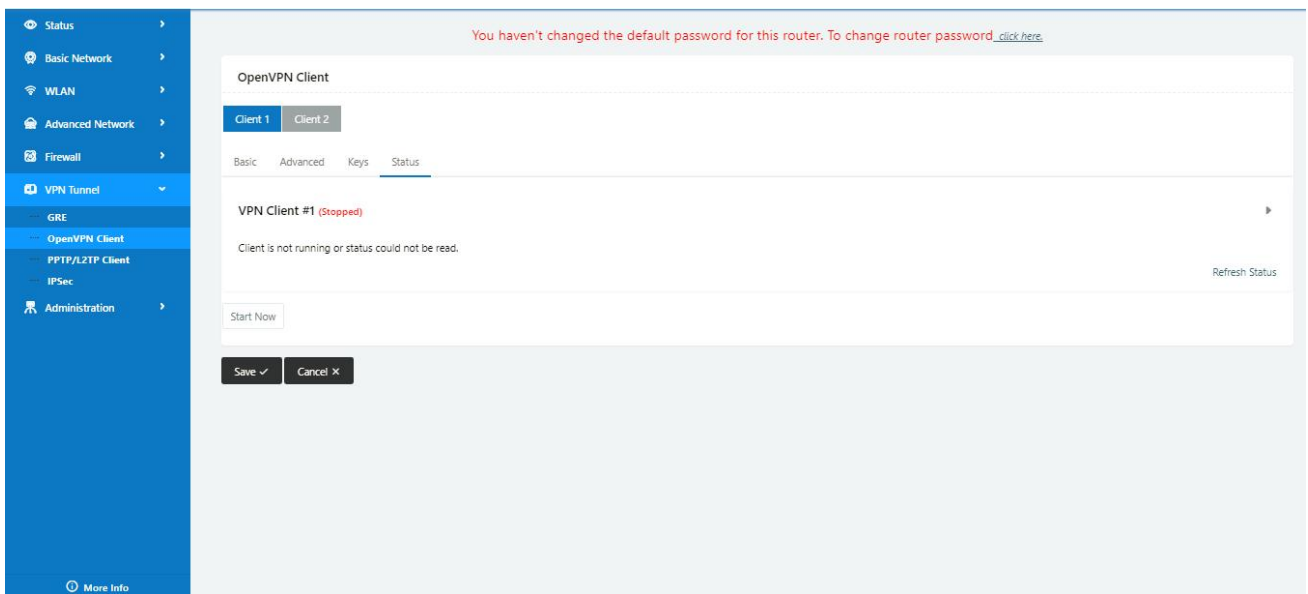 Status
Basic Network
WLAN
Advanced Network
Firewall
VPN Tunnel
GRE
OpenVPN Client
PPTP/L2TP Client
IPSec
Administration
More Info
You haven't changed the default password for this router. To change router password click here.
OpenVPN Client
Client 1 Client 2
Basic Advanced Keys Status
VPN Client #1 (Stopped)
Client is not running or status could not be read.
Refresh Status
Start Now
Save Cancel